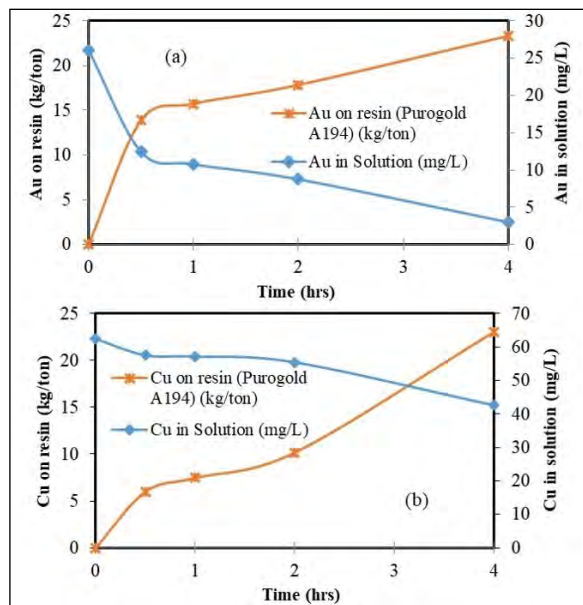 (a)
25
20
15
10
5
0
Au on resin (kg/ton)
Au on resin (Purogold
A194) (kg/ton)
Au in Solution (mg/L)
30
25
20
15
10
5
0
Au in solution (mg/L)
0 1 2 3 4
Time (hrs)
25
20
15
10
5
0
Cu on resin (kg/ton)
Cu on resin (Purogold
A194) (kg/ton)
Cu in Solution (mg/L)
(b)
70
60
50
40
30
20
10
0
Cu in solution (mg/L)
0 1 2 3 4
Time (hrs)